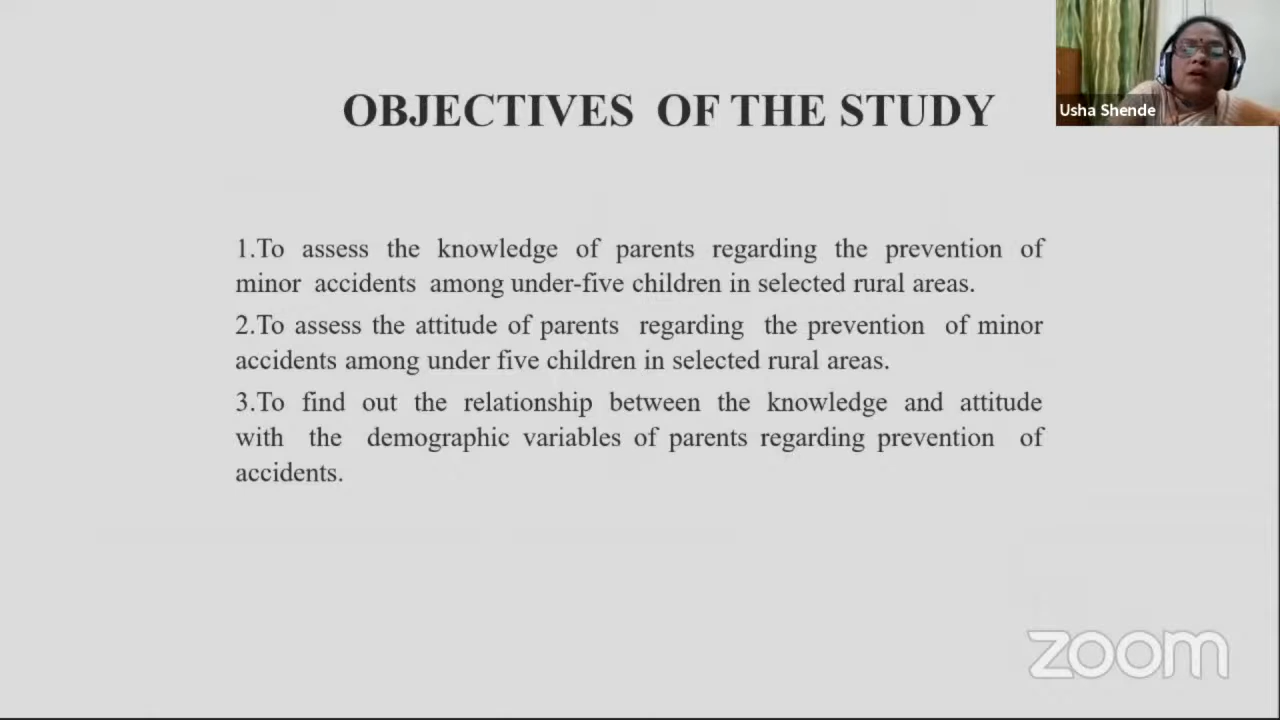 OBJECTIVES OF THE STUDY
Usha Shende
1.To assess the knowledge of parents regarding the prevention of
minor accidents among under-five children in selected rural areas.
2.To assess the attitude of parents regarding the prevention of minor
accidents among under five children in selected rural areas.
3.To find out the relationship between the knowledge and attitude
with the demographic variables of parents regarding prevention of
accidents.
zoom